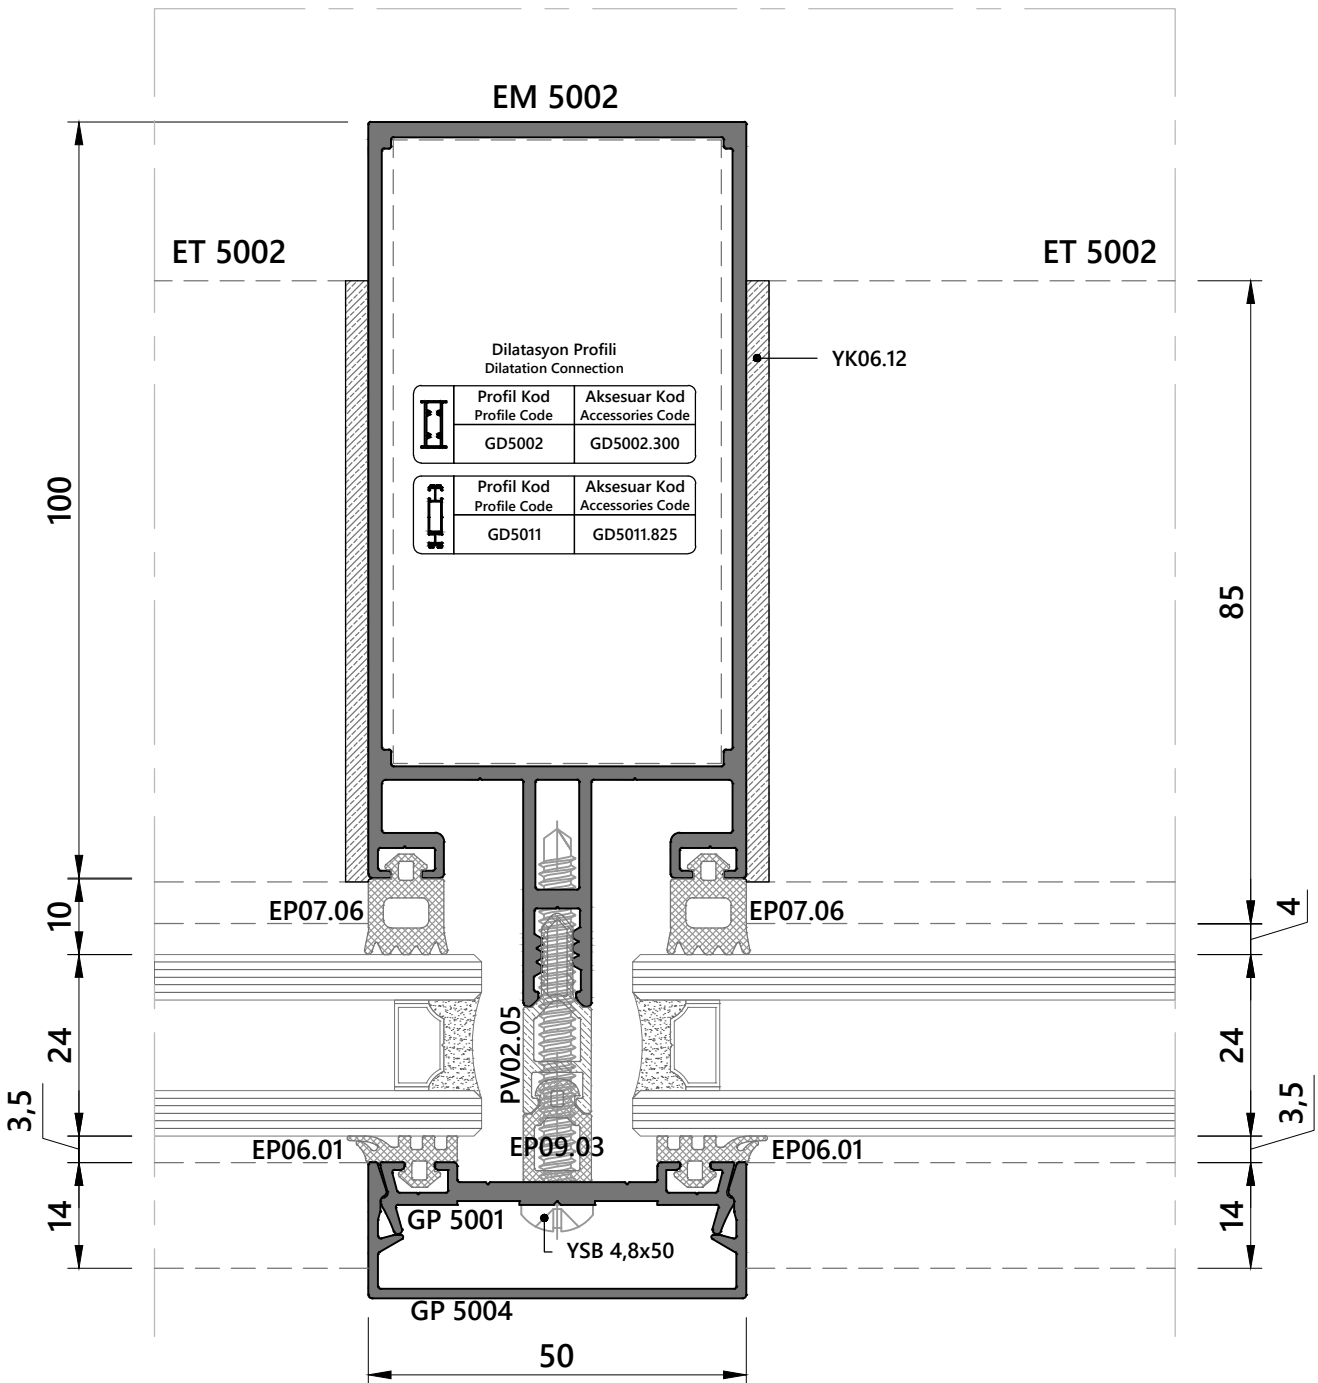 EM 5002
ET 5002
ET 5002
Dilatasyon Profili
Dilatation Connection
YK06.12
Profil Kod
Aksesuar Kod
Profile Code
Accessories Code
GD5002
GD5002.300
Profil Kod
Aksesuar Kod
Profile Code
Accessories Code
GD5011
GD5011.825
100
85
EP07.06
EP07.06
10
4
24
PV02.05
24
3,5
3,5
EP06.01
EP09.03
EP06.01
14
GP 5001
14
YSB 4,8x50
GP 5004
50